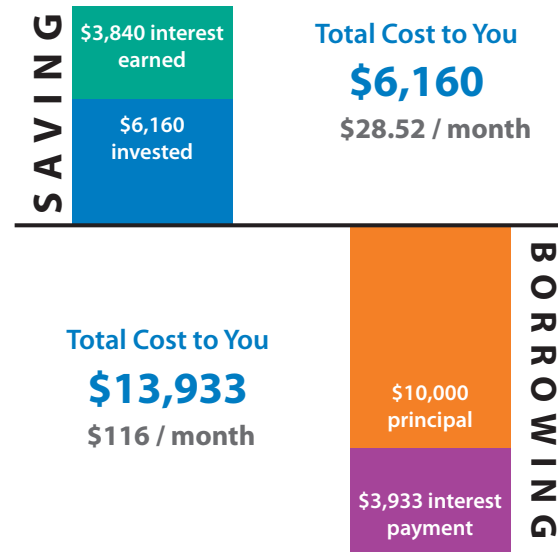 SAVING
$3,840 interest
earned
$6,160
invested
Total Cost to You
$6,160
$28.52 / month
Total Cost to You
$13,933
$116 / month
$10,000
principal
$3,933 interest
payment
BORROWING